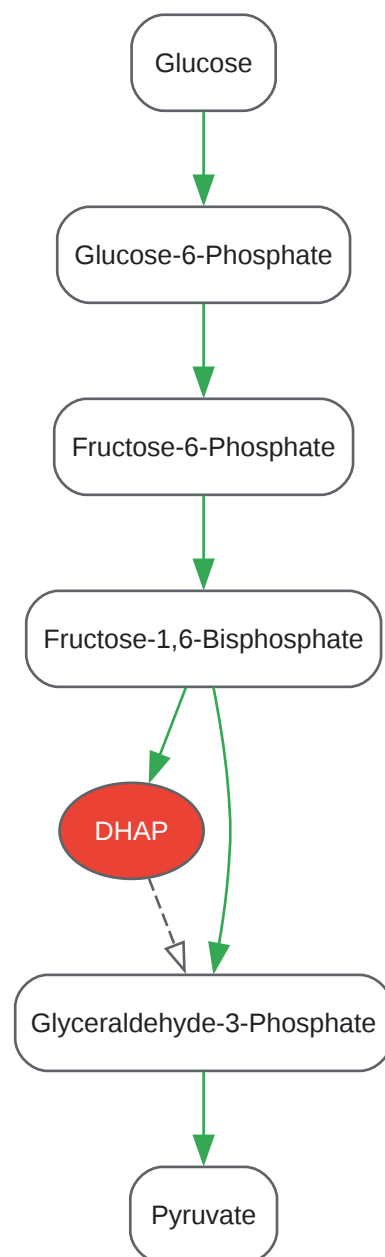 Glucose
Glucose-6-Phosphate
Fructose-6-Phosphate
Fructose-1,6-Bisphosphate
DHAP
Glyceraldehyde-3-Phosphate
Pyruvate